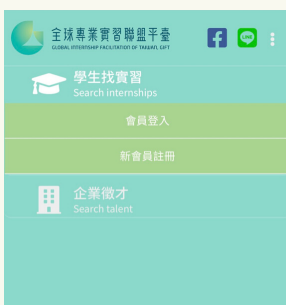 全球專業實習聯盟平臺
GLOBAL INTERNSHIP FACILITATION OF TAIWAN, GIFT
學生找實習
Search internships
會員登入
新會員註冊
企業徵才
Search talent